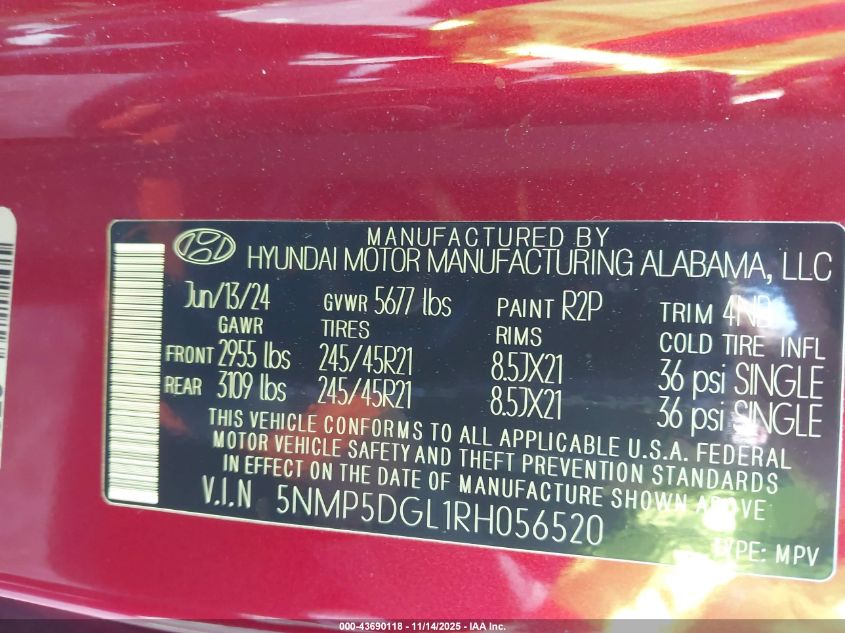 MANUFACTURED BY
HYUNDAI MOTOR MANUFACTURING ALABAMA, LLC
Jun/13/24 GVWR 5677 lbs PAINT R2P TRIM 4NB
GAWR TIRES RIMS COLD TIRE INFL
FRONT 2955 lbs 245/45R21 8.5JX21 36 psi SINGLE
REAR 3109 lbs 245/45R21 8.5JX21 36 psi SINGLE
THIS VEHICLE CONFORMS TO ALL APPLICABLE U.S.A. FEDERAL
MOTOR VEHICLE SAFETY AND THEFT PREVENTION STANDARDS
IN EFFECT ON THE DATE OF MANUFACTURE SHOWN ABOVE
V.I.N 5NMP5DGL1RH056520
TYPE: MPV
000-43690118 - 11/14/2025 - IAA Inc.